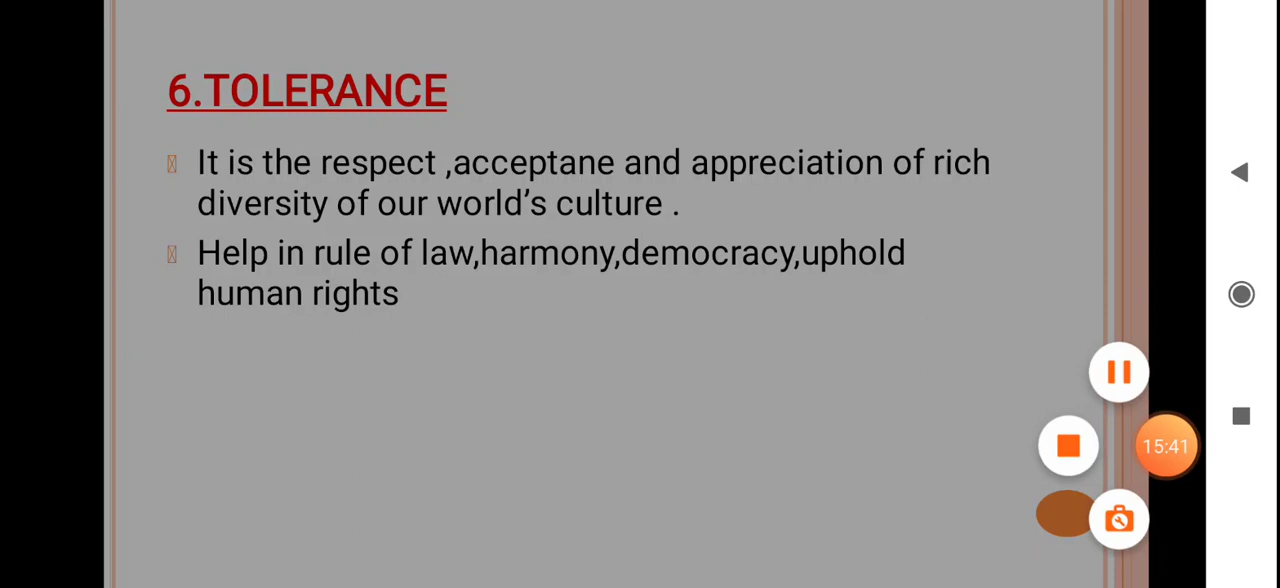 6.TOLERANCE
It is the respect ,acceptane and appreciation of rich
diversity of our world’s culture .
Help in rule of law,harmony,democracy,uphold
human rights
15:41